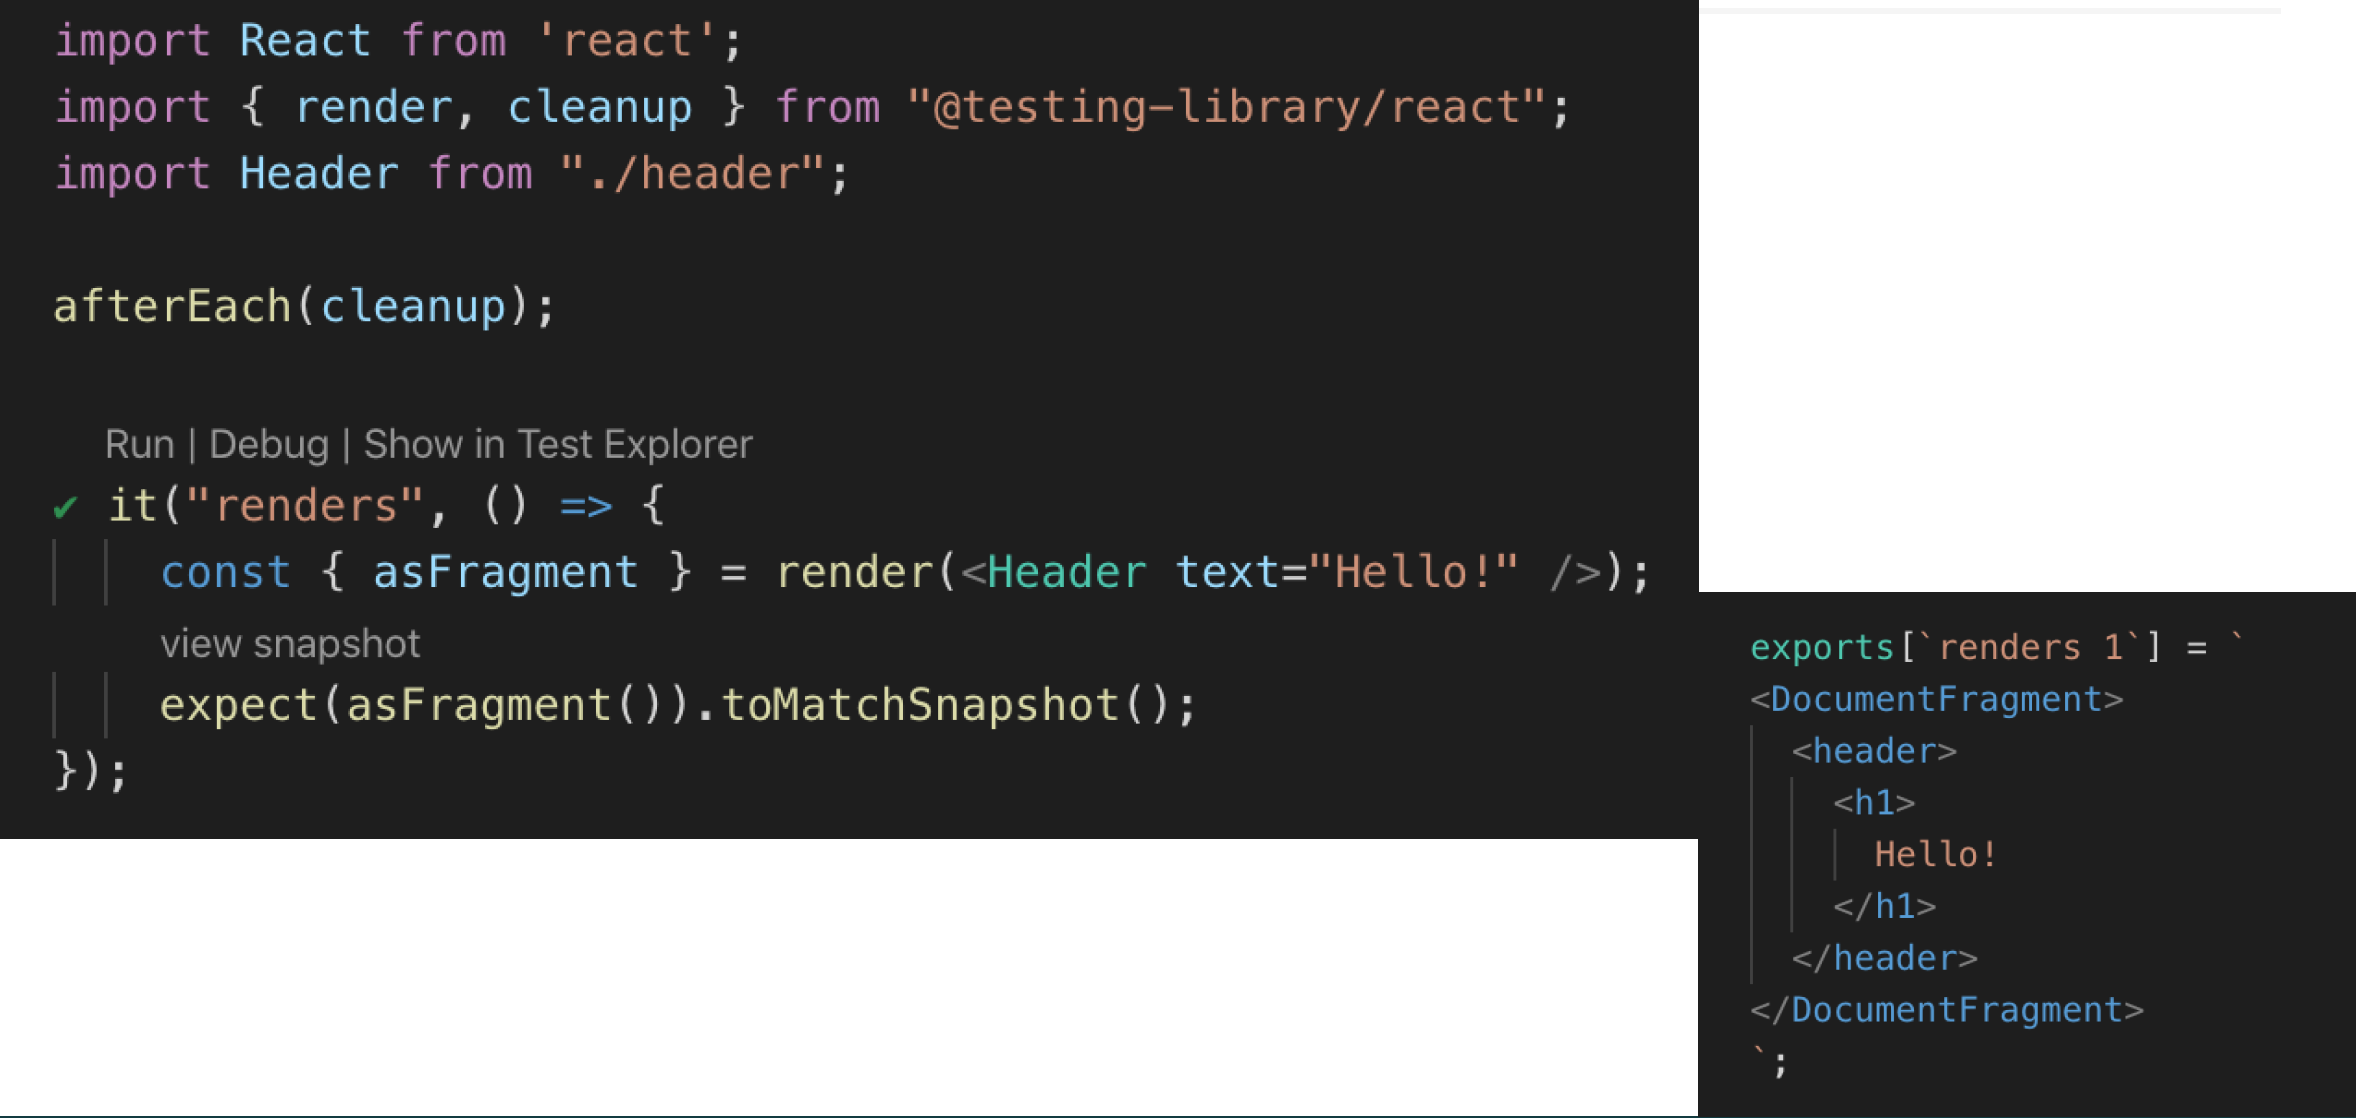 import React from 'react';
import { render, cleanup } from "@testing-library/react";
import Header from "./header";
afterEach(cleanup);
Run | Debug | Show in Test Explorer
✔ it("renders", () => {
const { asFragment } = render(<Header text="Hello!" />);
view snapshot
expect(asFragment()).toMatchSnapshot();
});
exports[`renders 1`] = `
<DocumentFragment>
<header>
<h1>
Hello!
</h1>
</header>
</DocumentFragment>
`;